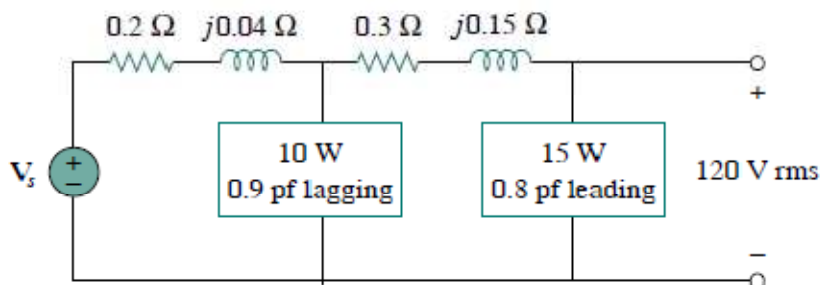 0.2 Ω j0.04 Ω 0.3 Ω j0.15 Ω
+
10 W
0.9 pf lagging
15 W
0.8 pf leading
120 V rms
Vs
+
−
−